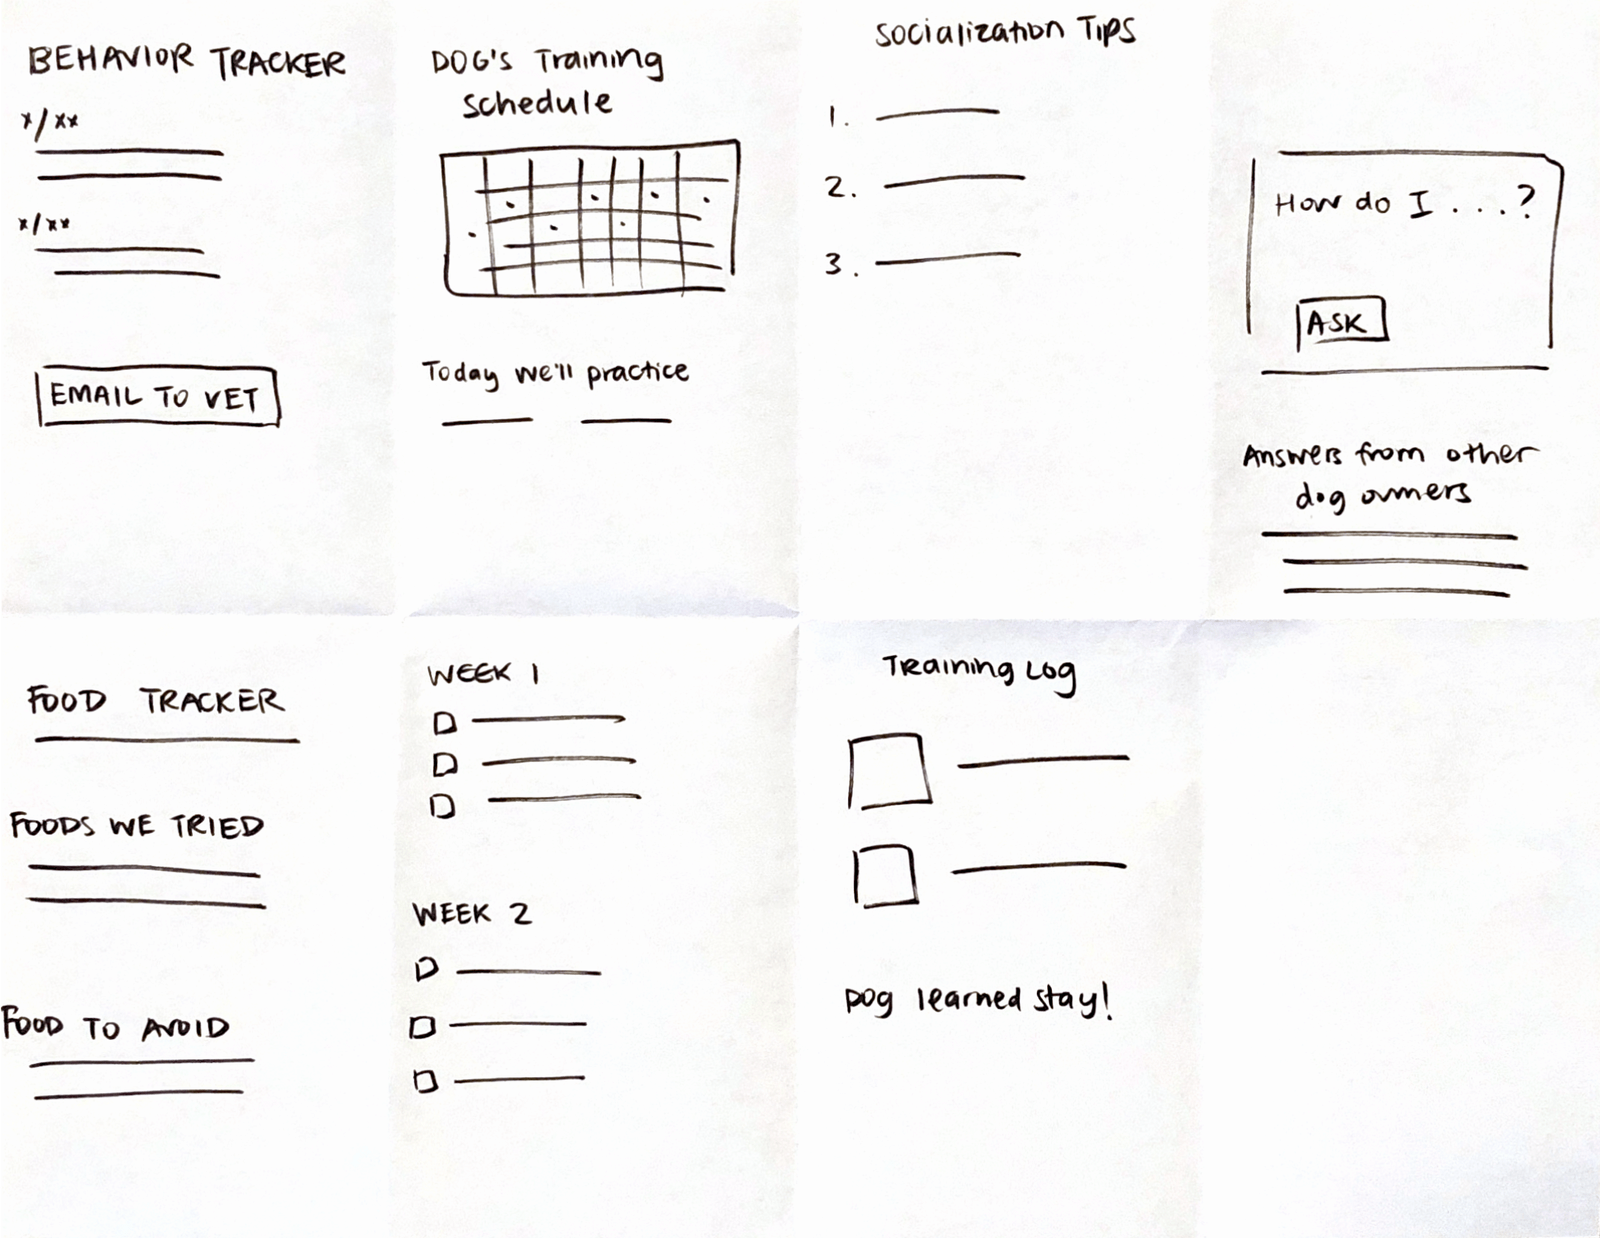 BEHAVIOR TRACKER
x/xx
x/xx
EMAIL TO VET
DOG's Training
schedule
Today we'll practice
Socialization Tips
1.
2.
3.
How do I . . . . ?
ASK
Answers from other
dog owners
FOOD TRACKER
FOODS WE TRIED
FOOD TO AVOID
WEEK 1
WEEK 2
Training Log
Dog learned stay!